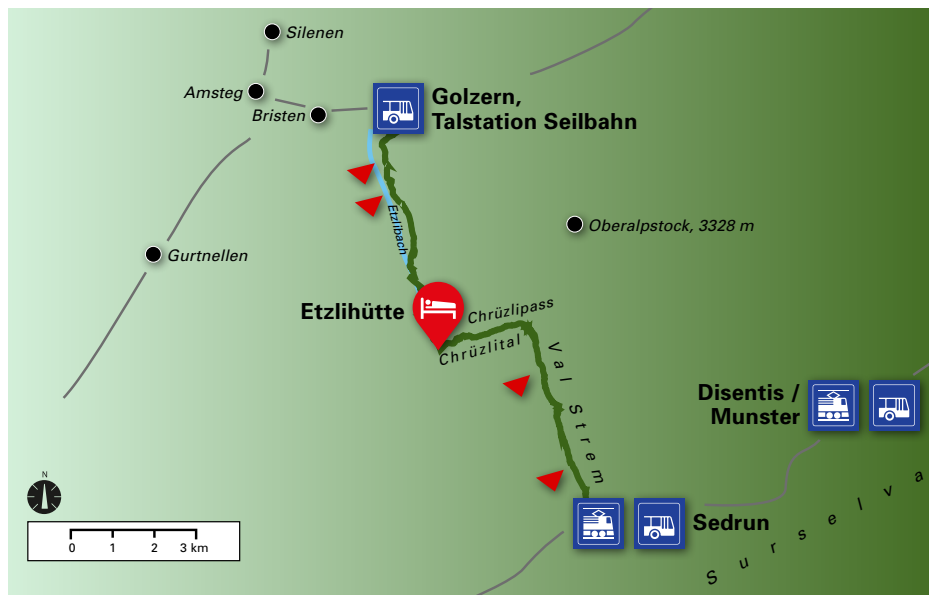 Silenen
Amsteg
Bristen
Golzern,
Talstation Seilbahn
Etzlibach
Oberalpstock, 3328 m
Gurtnellen
Etzlihütte
Chrüzlipass
Chrüzlital
Val Strem
Disentis /
Munster
Sedrun
Surselva
N
0 1 2 3 km